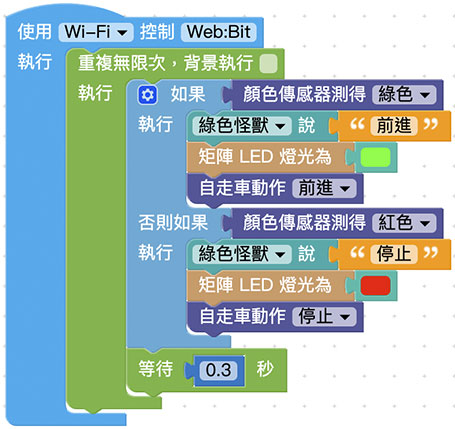 使用 Wi-Fi 控制 Web:Bit
執行 重複無限次，背景執行
執行 如果 顏色傳感器測得 綠色
執行 綠色怪獸 說 “ 前進 ”
矩陣 LED 燈光為
自走車動作 前進
否則如果 顏色傳感器測得 紅色
執行 綠色怪獸 說 “ 停止 ”
矩陣 LED 燈光為
自走車動作 停止
等待 0.3 秒